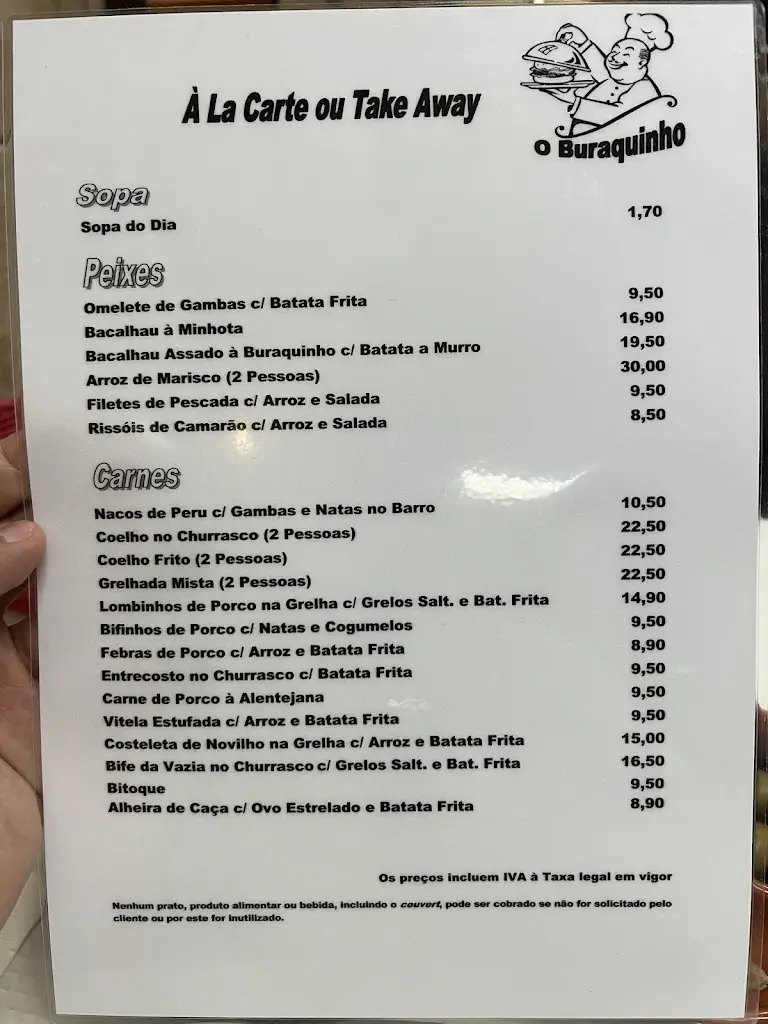 À La Carte ou Take Away
O Buraquinho
Sopa
Sopa do Dia 1,70
Peixes
Omelete de Gambas c/ Batata Frita 9,50
Bacalhau à Minhota 16,90
Bacalhau Assado à Buraquinho c/ Batata a Murro 19,50
Arroz de Marisco (2 Pessoas) 30,00
Filetes de Pescada c/ Arroz e Salada 9,50
Rissóis de Camarão c/ Arroz e Salada 8,50
Carnes
Nacos de Peru c/ Gambas e Natas no Barro 10,50
Coelho no Churrasco (2 Pessoas) 22,50
Coelho Frito (2 Pessoas) 22,50
Grelhada Mista (2 Pessoas) 22,50
Lombinhos de Porco na Grelha c/ Grelos Salt. e Bat. Frita 14,90
Bifinhos de Porco c/ Natas e Cogumelos 9,50
Febras de Porco c/ Arroz e Batata Frita 8,90
Entrecosto no Churrasco c/ Batata Frita 9,50
Carne de Porco à Alentejana 9,50
Vitela Estufada c/ Arroz e Batata Frita 9,50
Costeleta de Novilho na Grelha c/ Arroz e Batata Frita 15,00
Bife da Vazia no Churrasco c/ Grelos Salt. e Bat. Frita 16,50
Bitoque 9,50
Alheira de Caça c/ Ovo Estrelado e Batata Frita 8,90
Os preços incluem IVA à Taxa legal em vigor
Nenhum prato, produto alimentar ou bebida, incluindo o couvert, pode ser cobrado se não for solicitado pelo
cliente ou por este for inutilizado.